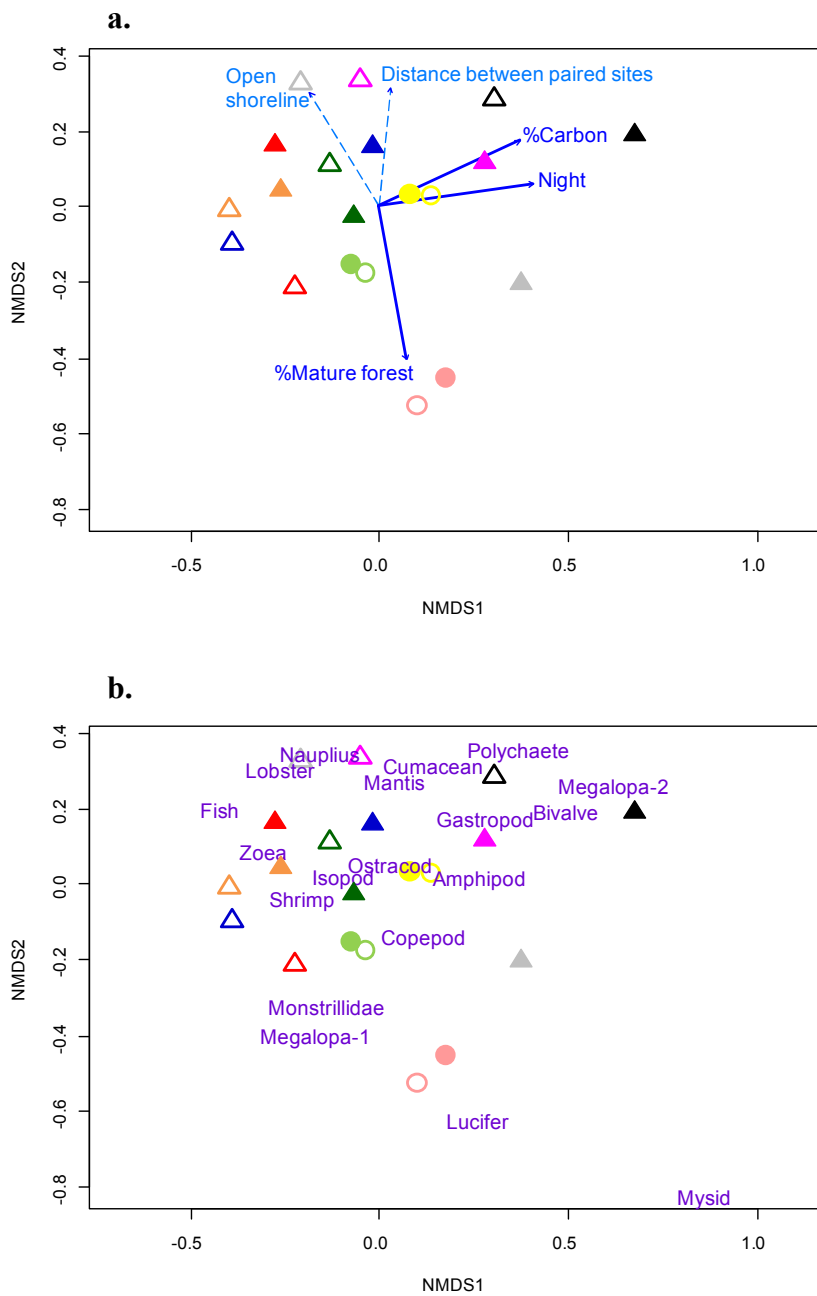 a.
0.4
Open
shoreline
Distance between paired sites
%Carbon
0.2
Night
0.0
NMDS2
-0.2
-0.4
%Mature forest
-0.6
-0.8
-0.5
0.0
0.5
1.0
NMDS1
b.
0.4
Nauplius
Polychaete
Lobster
Cumacean
Mantis
Megalopa-2
Fish
0.2
Gastropod
Bivalve
Zoea
Ostracod
Isopod
Amphipod
0.0
Shrimp
Copepod
NMDS2
-0.2
Monstrillidae
Megalopa-1
-0.4
-0.6
Lucifer
-0.8
Mysid
-0.5
0.0
0.5
1.0
NMDS1